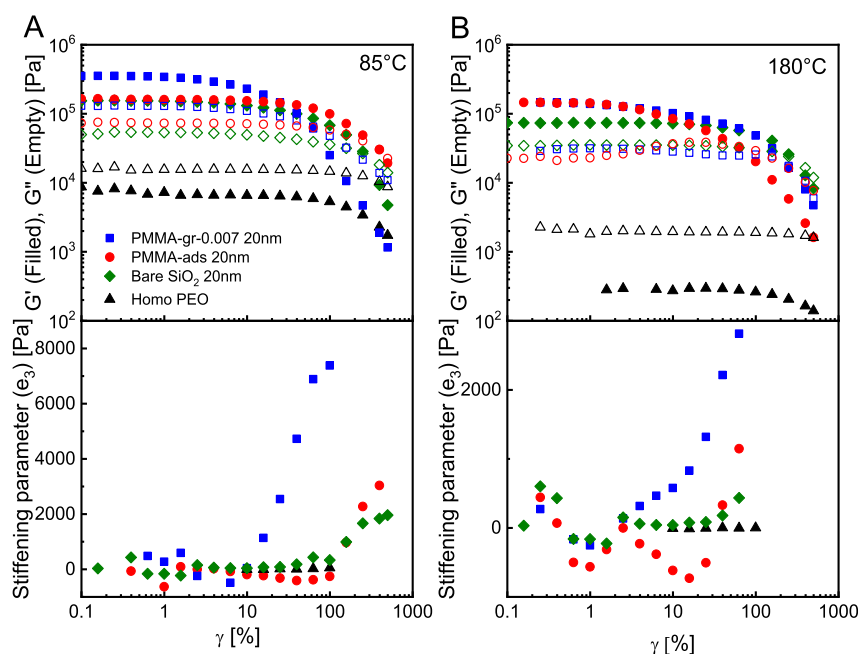 A
B
G' (Filled), G" (Empty) [Pa]
10⁶
10⁵
10⁴
10³
10²
85°C
PMMA-gr-0.007 20nm
PMMA-ads 20nm
Bare SiO₂ 20nm
Homo PEO
Stiffening parameter (e₃) [Pa]
8000
6000
4000
2000
0
0.1 1 10 100 1000
γ [%]
G' (Filled), G" (Empty) [Pa]
10⁶
10⁵
10⁴
10³
10²
180°C
Stiffening parameter (e₃) [Pa]
2000
0
0.1 1 10 100 1000
γ [%]